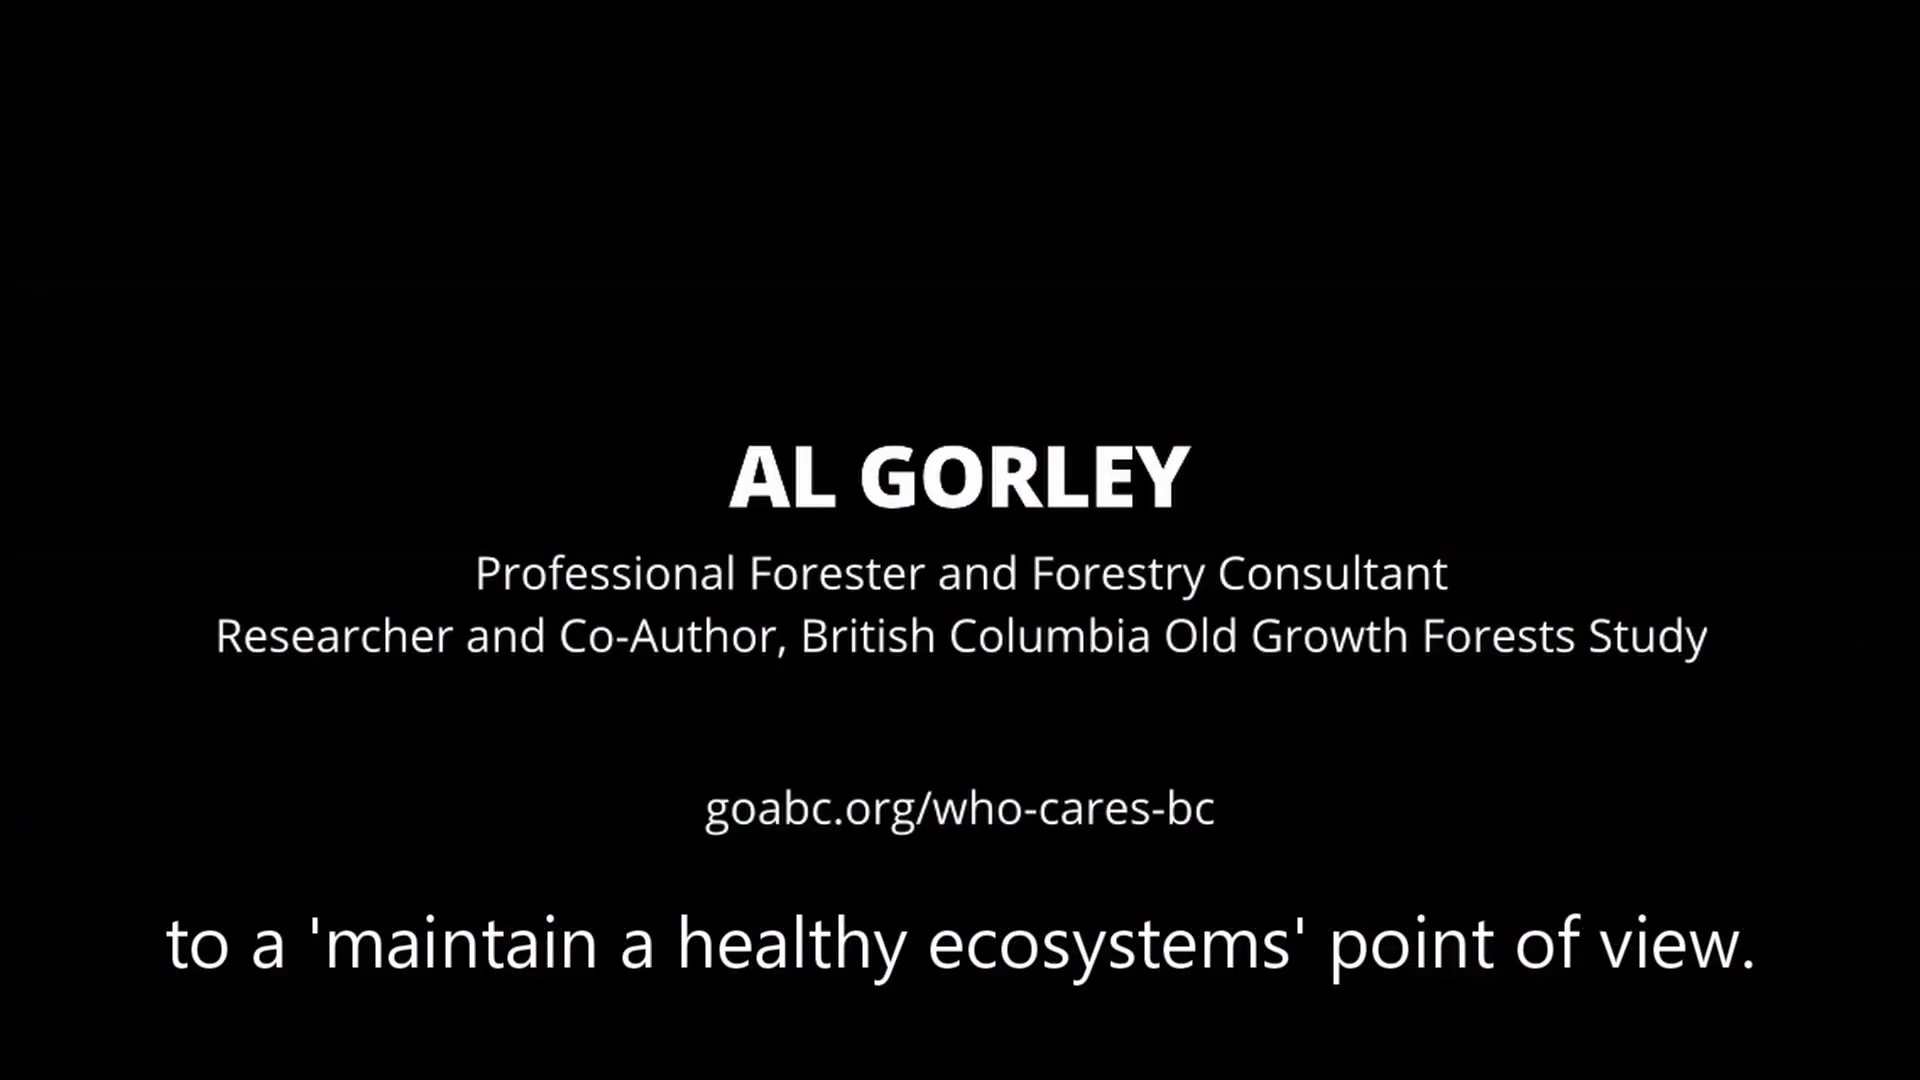 AL GORLEY
Professional Forester and Forestry Consultant
Researcher and Co-Author, British Columbia Old Growth Forests Study
goabc.org/who-cares-bc
to a 'maintain a healthy ecosystems' point of view.